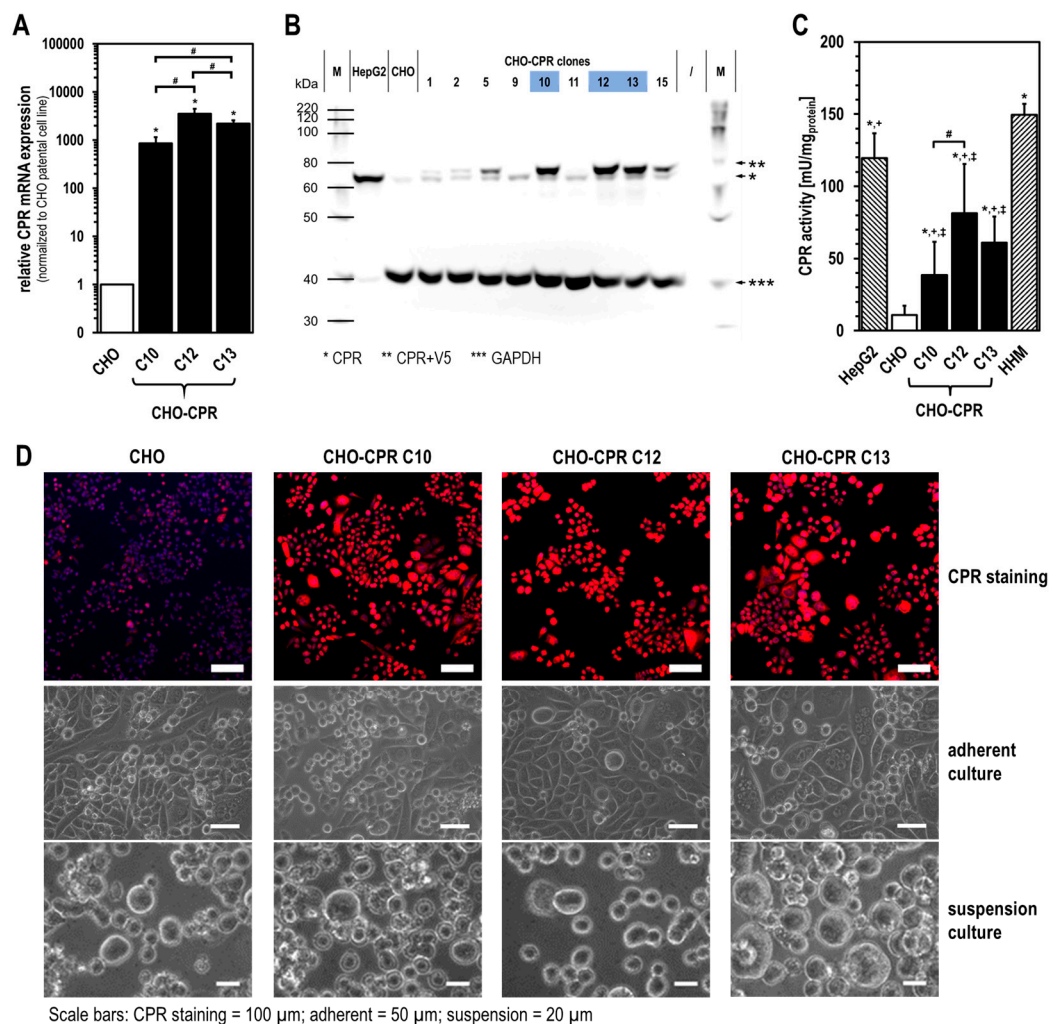 A
relative CPR mRNA expression
(normailzed to CHO patental cell line)
100000
10000
1000
100
10
1
0
#
#
#
*
*
*
CHO
C10
C12
C13
CHO-CPR
B
CHO-CPR clones
kDa
M HepG2 CHO 1 2 5 9 10 11 12 13 15 / M
220
120
100
80
60
50
40
30
**
*
***
* CPR ** CPR+V5 *** GAPDH
C
CPR activity [mU/mgprotein]
200
150
100
50
0
*,+
*,+,‡
#
*,+,‡
*,+,‡
*
HepG2
CHO
C10
C12
C13
HHM
CHO-CPR
D
CHO CHO-CPR C10 CHO-CPR C12 CHO-CPR C13
CPR staining
adherent
culture
suspension
culture
Scale bars: CPR staining = 100 µm; adherent = 50 µm; suspension = 20 µm